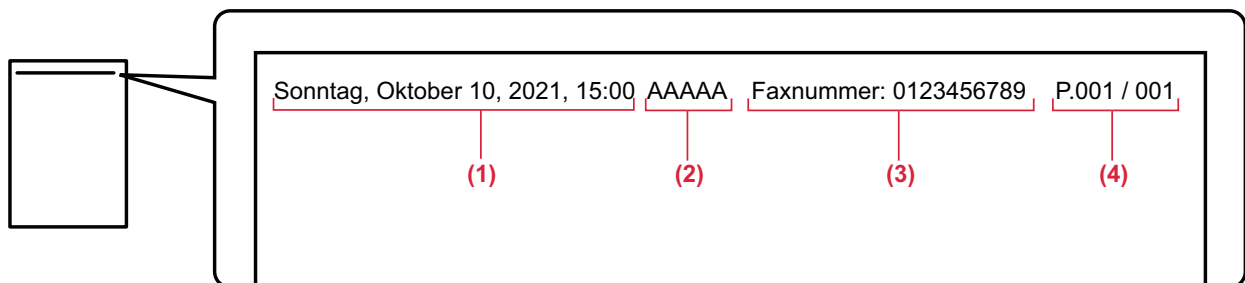 Sonntag, Oktober 10, 2021, 15:00 AAAAA Faxnummer: 0123456789 P.001 / 001
(1) (2) (3) (4)